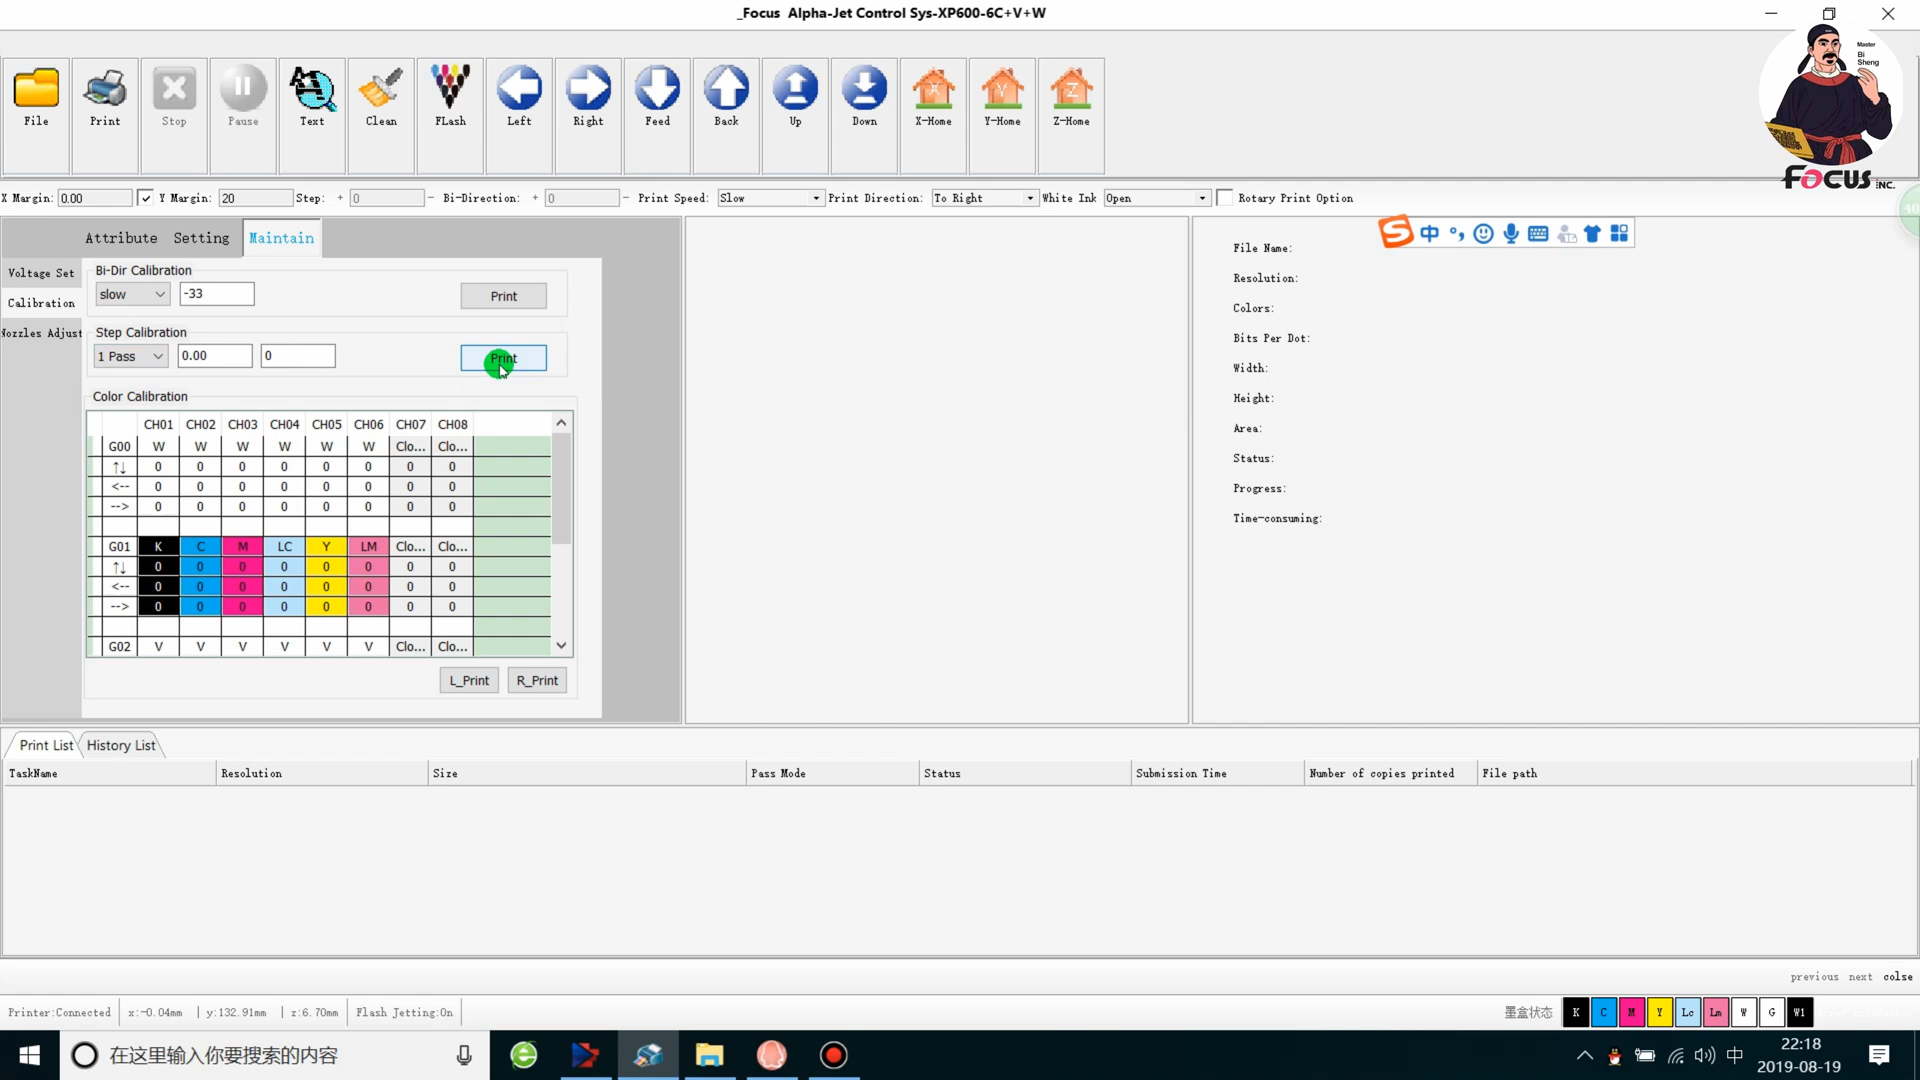 _Focus Alpha-Jet Control Sys-XP600-6C+V+W
Master
Bi
Sheng
FOCUS INC.
File Print Stop Pause Text Clean FLash Left Right Feed Back Up Down X-Home Y-Home Z-Home
X Margin: 0.00 Y Margin: 20 Step: + 0 - Bi-Direction: + 0 - Print Speed: Slow Print Direction: To Right White Ink Open Rotary Print Option
40
Attribute Setting Maintain
中
Voltage Set
Calibration
Nozzles Adjust
Bi-Dir Calibration
slow -33 Print
Step Calibration
1 Pass 0.00 0 Print
Color Calibration
CH01 CH02 CH03 CH04 CH05 CH06 CH07 CH08
G00 W W W W W W Clo... Clo...
↑↓ 0 0 0 0 0 0 0 0
<-- 0 0 0 0 0 0 0 0
--> 0 0 0 0 0 0 0 0
G01 K C M LC Y LM Clo... Clo...
↑↓ 0 0 0 0 0 0 0 0
<-- 0 0 0 0 0 0 0 0
--> 0 0 0 0 0 0 0 0
G02 V V V V V V Clo... Clo...
L_Print R_Print
File Name:
Resolution:
Colors:
Bits Per Dot:
Width:
Height:
Area:
Status:
Progress:
Time-consuming:
Print List History List
TaskName Resolution Size Pass Mode Status Submission Time Number of copies printed File path
previous next colse
Printer:Connected x:-0.04mm | y:132.91mm | z:6.70mm Flash Jetting:On 墨盒状态 K C M Y Lc Lm W G W1
在这里输入你要搜索的内容
中 22:18
2019-08-19